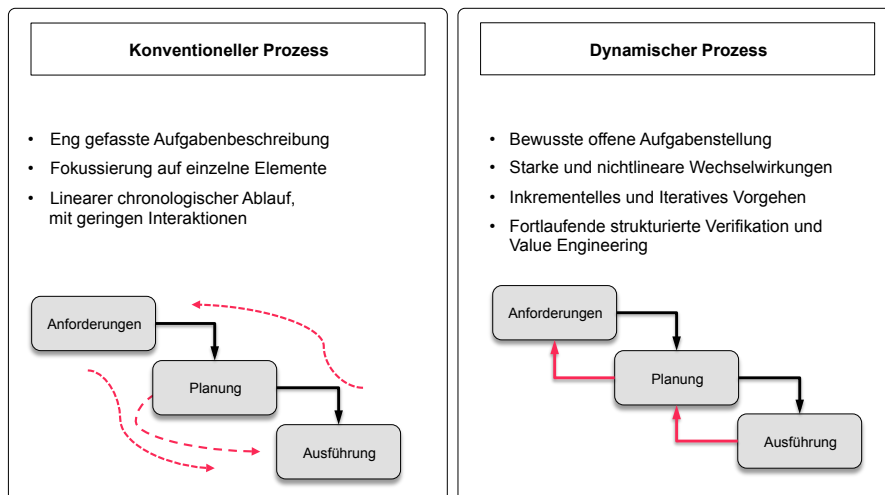 Konventioneller Prozess
• Eng gefasste Aufgabenbeschreibung
• Fokussierung auf einzelne Elemente
• Linearer chronologischer Ablauf,
mit geringen Interaktionen
Anforderungen
Planung
Ausführung
Dynamischer Prozess
• Bewusste offene Aufgabenstellung
• Starke und nichtlineare Wechselwirkungen
• Inkrementelles und Iteratives Vorgehen
• Fortlaufende strukturierte Verifikation und
Value Engineering
Anforderungen
Planung
Ausführung